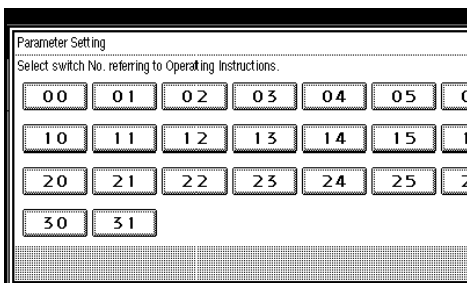 Parameter Setting
Select switch No. referring to Operating Instructions.
00 01 02 03 04 05
10 11 12 13 14 15
20 21 22 23 24 25
30 31